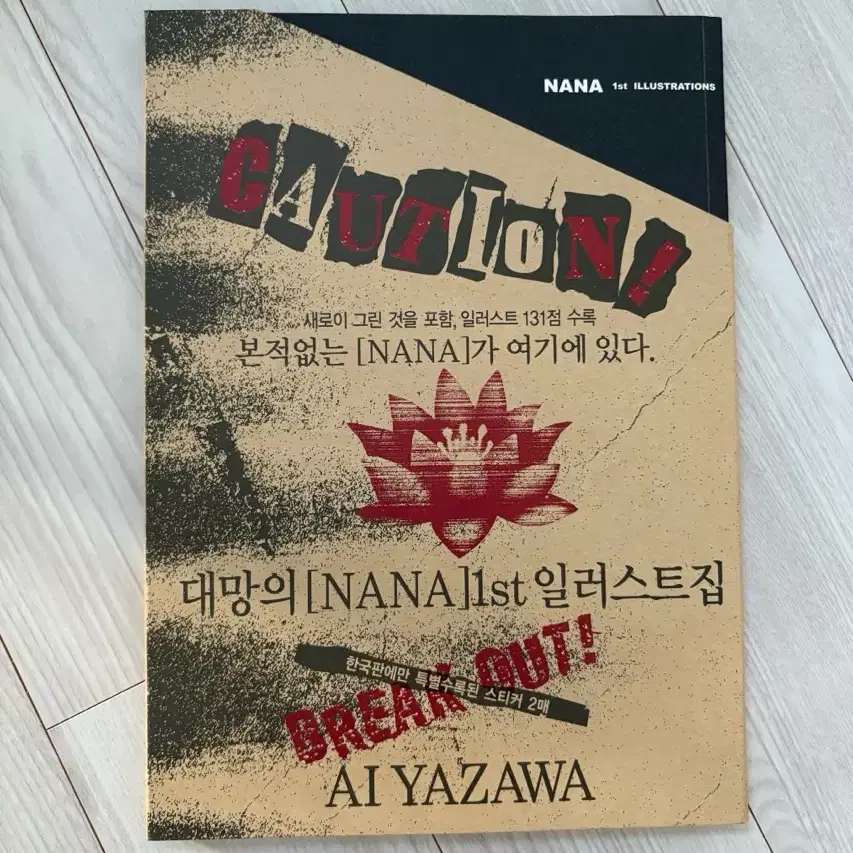 NANA 1st ILLUSTRATIONS
CAUTION!
새로이 그린 것을 포함, 일러스트 131점 수록
본적없는 [NANA]가 여기에 있다.
대망의 [NANA]1st 일러스트집
BREAK OUT!
한국판에만 특별수록된 스티커 2매
AI YAZAWA